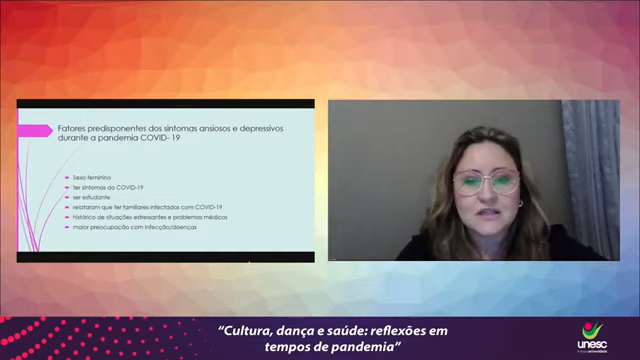 Fatores predisponentes dos sintomas ansiosos e depressivos
durante a pandemia COVID- 19
Sexo feminino
ter sintomas do COVID-19
ser estudante
relataram que ter familiares infectados com COVID-19
histórico de situações estressantes e problemas médicos
maior preocupação com infecção/doenças
“Cultura, dança e saúde: reflexões em
tempos de pandemia”
unesc